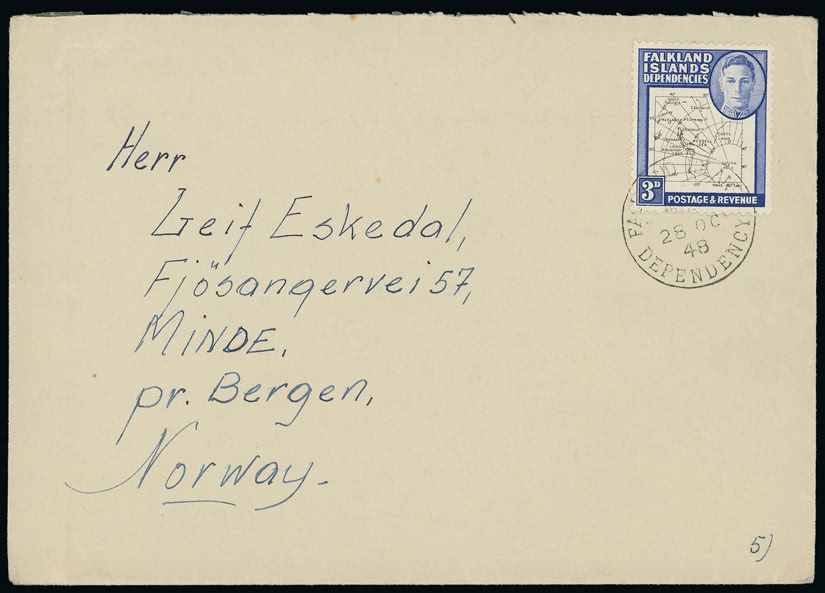 Herr
Leif Eskedal,
Fjösangervei 57,
MINDE.
pr. Bergen,
Norway.
5)
FALKLAND
ISLANDS
DEPENDENCIES
3D
POSTAGE & REVENUE
28 OC
48
DEPENDENCY